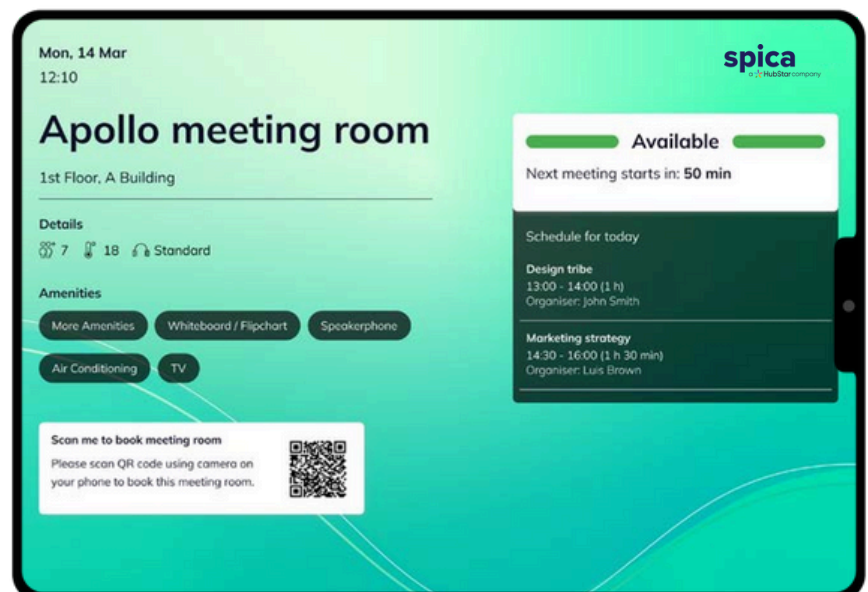 Mon, 14 Mar
12:10
Apollo meeting room
1st Floor, A Building
Details
7 18 Standard
Amenities
More Amenities Whiteboard / Flipchart Speakerphone
Air Conditioning TV
Scan me to book meeting room
Please scan QR code using camera on
your phone to book this meeting room.
spica
a HubStar company
Available
Next meeting starts in: 50 min
Schedule for today
Design tribe
13:00 - 14:00 (1 h)
Organiser: John Smith
Marketing strategy
14:30 - 16:00 (1 h 30 min)
Organiser: Luis Brown